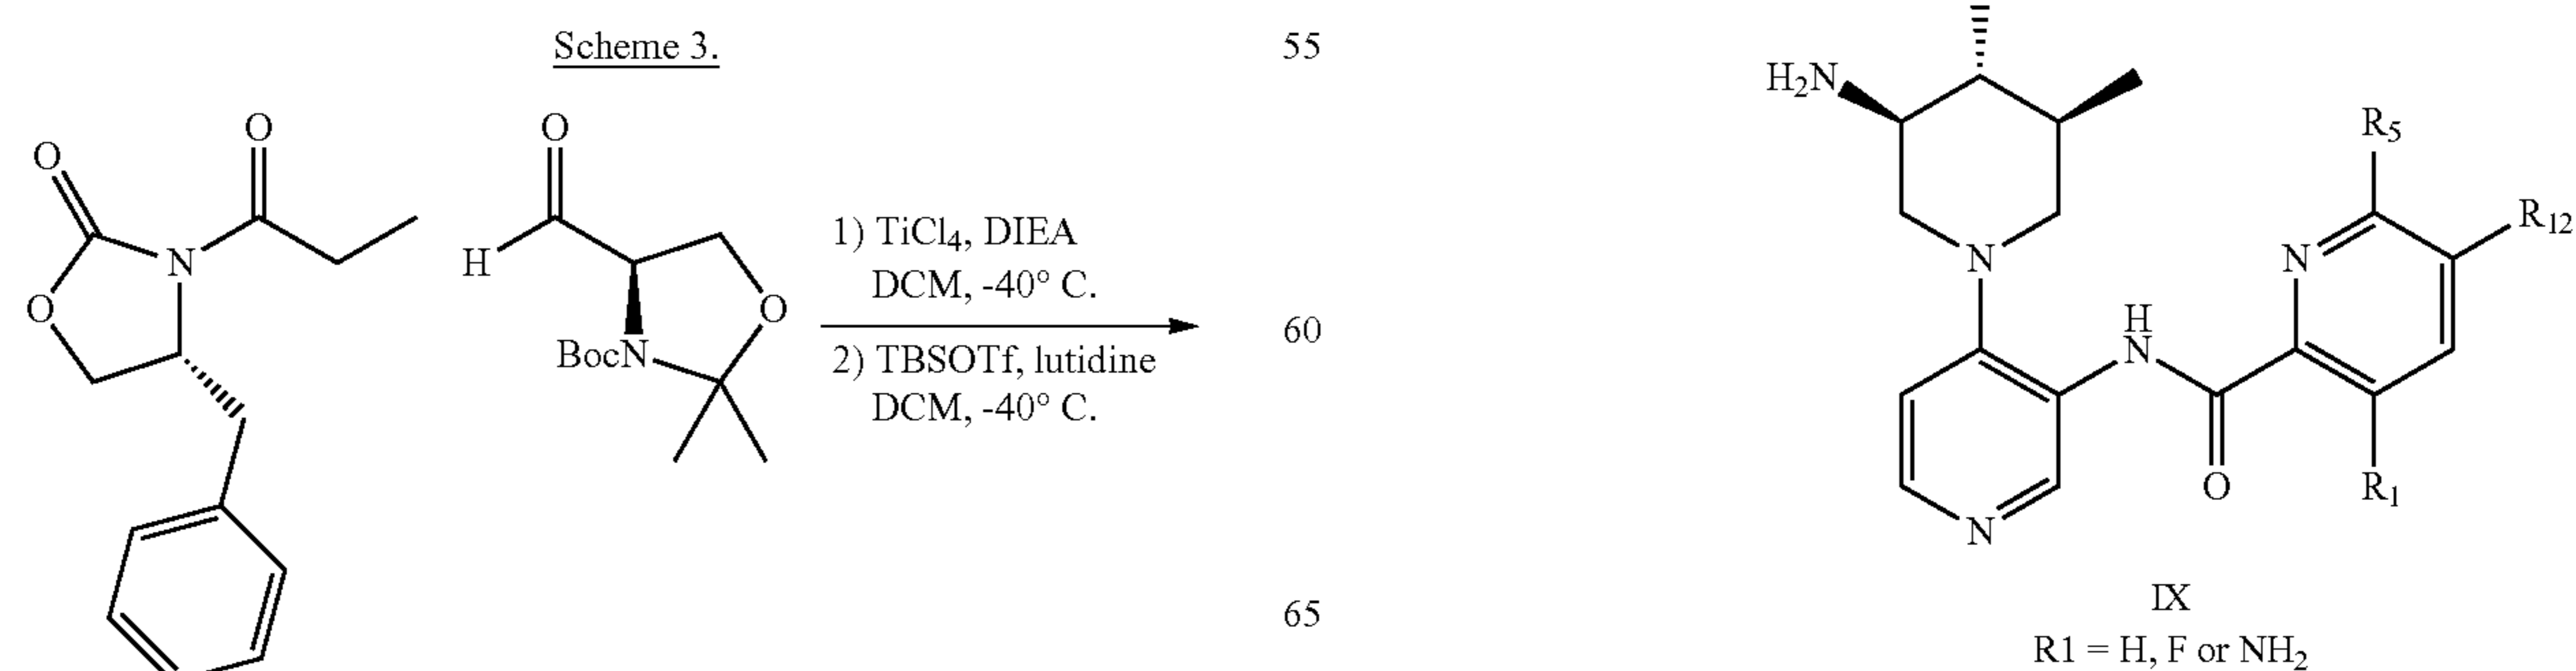 Scheme 3.
O
O
N
O
O
H
BocN
O
1) TiCl4, DIEA
DCM, -40° C.
2) TBSOTf, lutidine
DCM, -40° C.
55
60
65
H2N
N
N
H
N
O
N
R5
R12
R1
IX
R1 = H, F or NH2